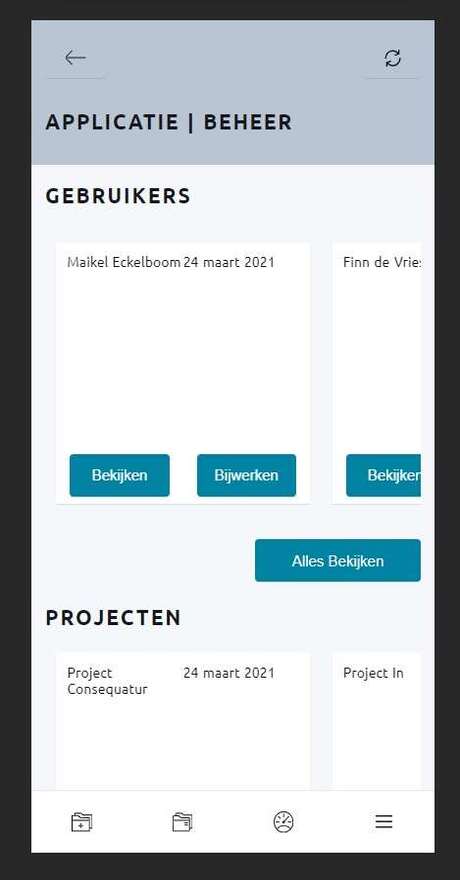 APPLICATIE | BEHEER
GEBRUIKERS
Maikel Eckelboom 24 maart 2021
Finn de Vries
Bekijken
Bijwerken
Bekijken
Alles Bekijken
PROJECTEN
Project Consequatur
24 maart 2021
Project In